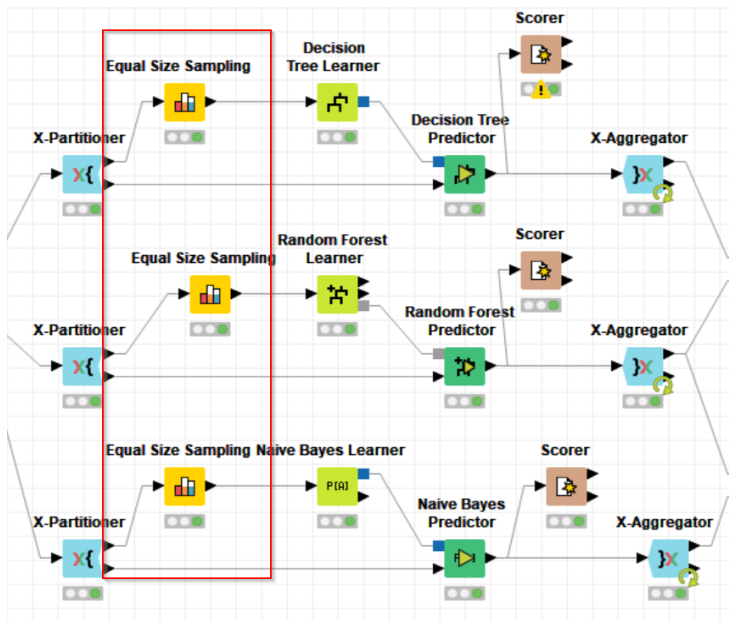 Scorer
Decision
Tree Learner
Equal Size Sampling
Decision Tree
Predictor
X-Partitioner
X-Aggregator
Scorer
Random Forest
Learner
Equal Size Sampling
Random Forest
Predictor
X-Partitioner
X-Aggregator
Equal Size Sampling
Naive Bayes Learner
Scorer
P[A]
Naive Bayes
Predictor
X-Partitioner
X-Aggregator